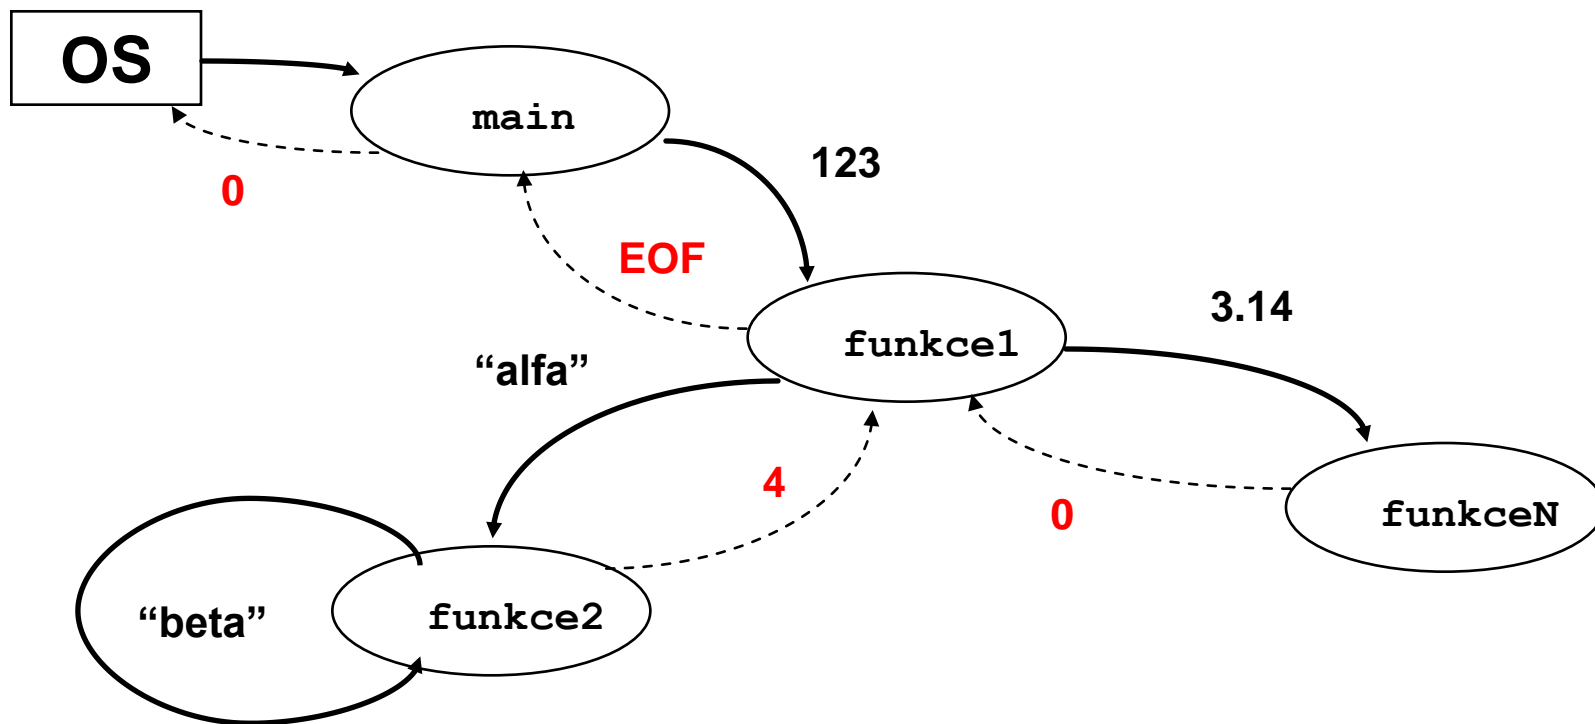 OS
main
0
123
EOF
funkce1
3.14
“alfa”
4
0
funkceN
“beta”
funkce2